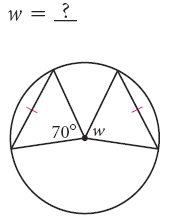 w = ?
70° w